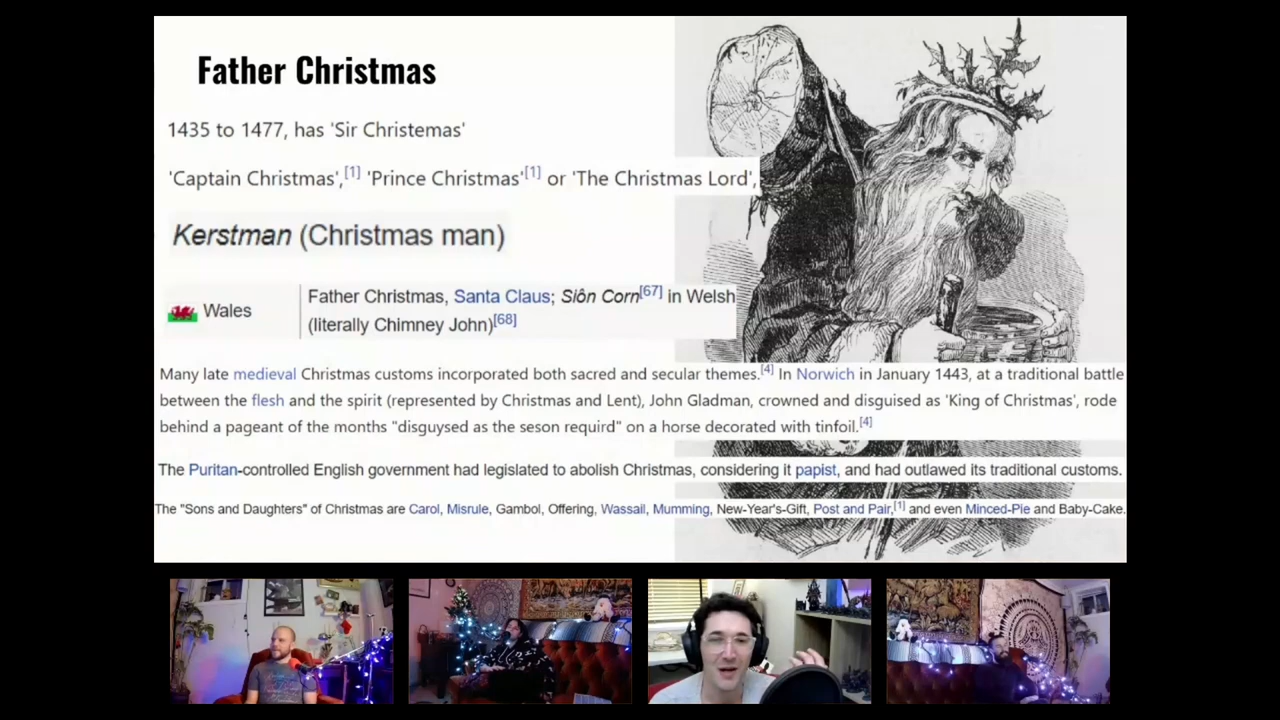 Father Christmas
1435 to 1477, has 'Sir Christemas'
'Captain Christmas',[1] 'Prince Christmas'[1] or 'The Christmas Lord',
Kerstman (Christmas man)
Wales
Father Christmas, Santa Claus; Siôn Corn[67] in Welsh
(literally Chimney John)[68]
Many late medieval Christmas customs incorporated both sacred and secular themes.[4] In Norwich in January 1443, at a traditional battle
between the flesh and the spirit (represented by Christmas and Lent), John Gladman, crowned and disguised as 'King of Christmas', rode
behind a pageant of the months "disguysed as the seson requird" on a horse decorated with tinfoil.[4]
The Puritan-controlled English government had legislated to abolish Christmas, considering it papist, and had outlawed its traditional customs.
The "Sons and Daughters" of Christmas are Carol, Misrule, Gambol, Offering, Wassail, Mumming, New-Year's-Gift, Post and Pair,[1] and even Minced-Pie and Baby-Cake.